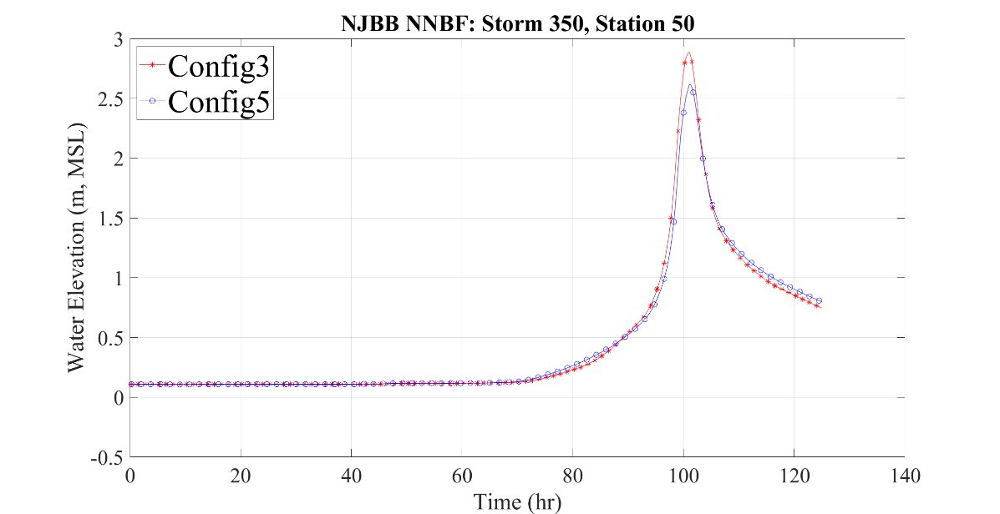 NJBB NNBF: Storm 350, Station 50
Config3
Config5
Water Elevation (m, MSL)
3
2.5
2
1.5
1
0.5
0
-0.5
0 20 40 60 80 100 120 140
Time (hr)